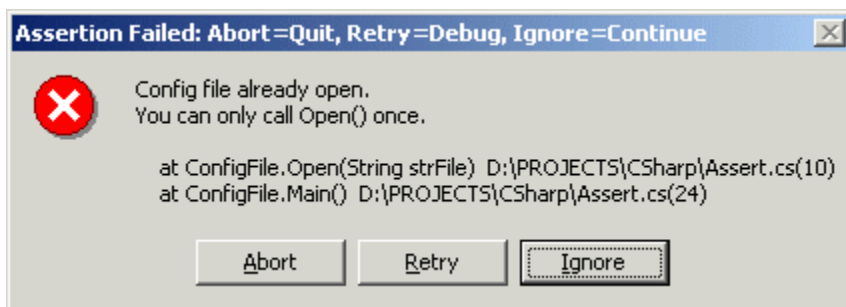 Assertion Failed: Abort=Quit, Retry=Debug, Ignore=Continue
Config file already open.
You can only call Open() once.
at ConfigFile.Open(String strFile)  D:\PROJECTS\CSharp\Assert.cs(10)
at ConfigFile.Main()  D:\PROJECTS\CSharp\Assert.cs(24)
Abort Retry Ignore